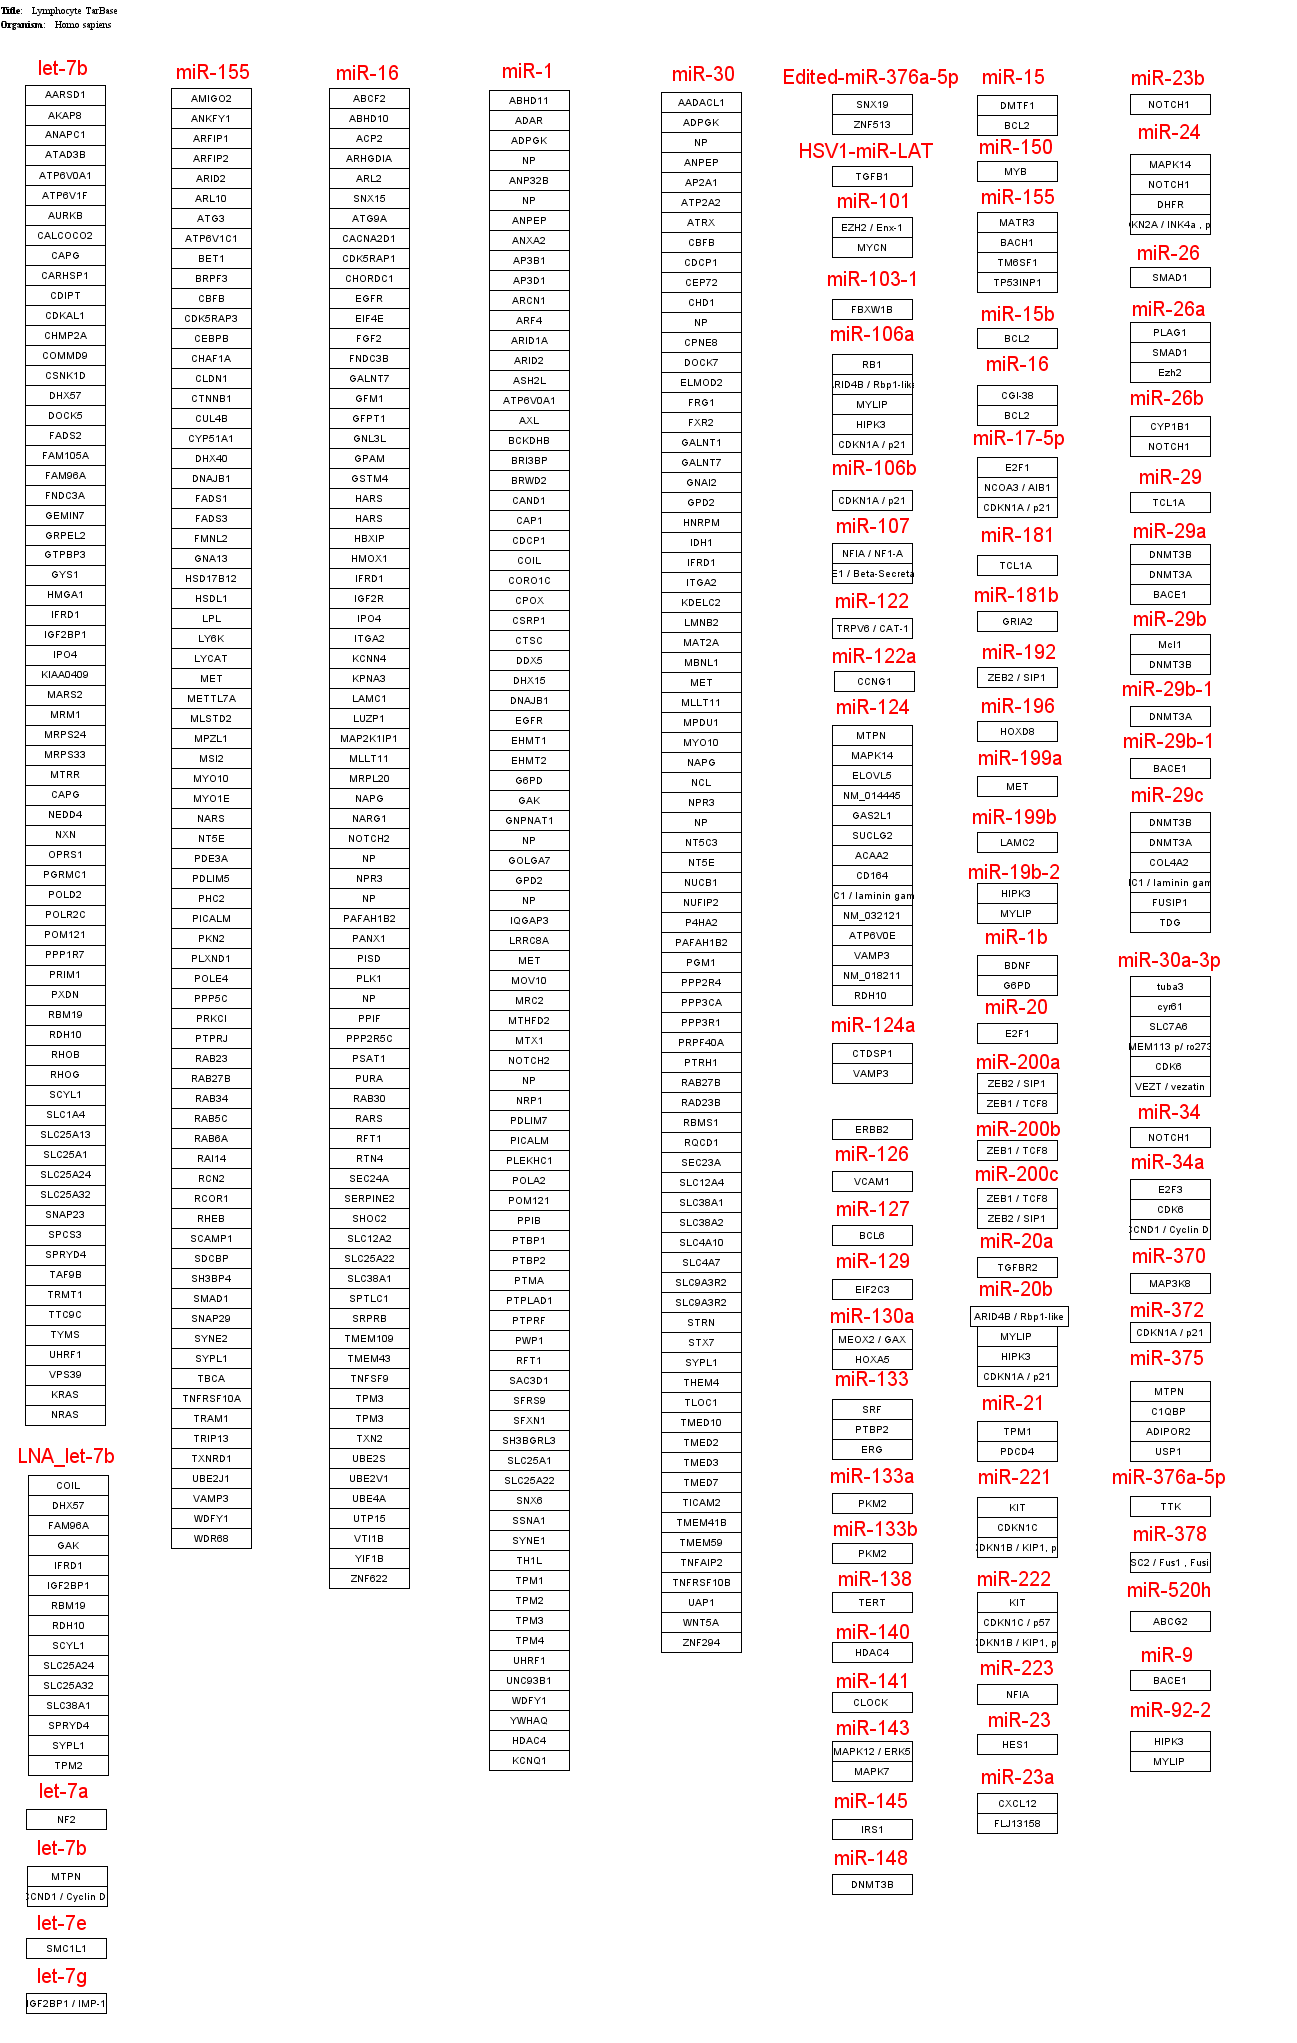 Title: Lymphocyte TarBase
Organism: Homo sapiens
let-7b
AARSD1
AKAP8
ANAPC1
ATAD3B
ATP6V0A1
ATP6V1F
AURKB
CALCOCO2
CAPG
CARHSP1
CDIPT
CDKAL1
CHMP2A
COMMD9
CSNK1D
DHX57
DOCK5
FADS2
FAM105A
FAM96A
FNDC3A
GEMIN7
GRPEL2
GTPBP3
GYS1
HMGA1
IFRD1
IGF2BP1
IPO4
KIAA0409
MARS2
MRM1
MRPS24
MRPS33
MTRR
CAPG
NEDD4
NXN
OPRS1
PGRMC1
POLD2
POLR2C
POM121
PPP1R7
PRIM1
PXDN
RBM19
RDH10
RHOB
RHOG
SCYL1
SLC1A4
SLC25A13
SLC25A1
SLC25A24
SLC25A32
SNAP23
SPCS3
SPRYD4
TAF9B
TRMT1
TTC9C
TYMS
UHRF1
VPS39
KRAS
NRAS
LNA_let-7b
COIL
DHX57
FAM96A
GAK
IFRD1
IGF2BP1
RBM19
RDH10
SCYL1
SLC25A24
SLC25A32
SLC38A1
SPRYD4
SYPL1
TPM2
let-7a
NF2
let-7b
MTPN
CCND1 / Cyclin D
let-7e
SMC1L1
let-7g
IGF2BP1 / IMP-1
miR-155
AMIGO2
ANKFY1
ARFIP1
ARFIP2
ARID2
ARL10
ATG3
ATP6V1C1
BET1
BRPF3
CBFB
CDK5RAP3
CEBPB
CHAF1A
CLDN1
CTNNB1
CUL4B
CYP51A1
DHX40
DNAJB1
FADS1
FADS3
FMNL2
GNA13
HSD17B12
HSDL1
LPL
LY6K
LYCAT
MET
METTL7A
MLSTD2
MPZL1
MSI2
MYO10
MYO1E
NARS
NT5E
PDE3A
PDLIM5
PHC2
PICALM
PKN2
PLXND1
POLE4
PPP5C
PRKCI
PTPRJ
RAB23
RAB27B
RAB34
RAB5C
RAB6A
RAI14
RCN2
RCOR1
RHEB
SCAMP1
SDCBP
SH3BP4
SMAD1
SNAP29
SYNE2
SYPL1
TBCA
TNFRSF10A
TRAM1
TRIP13
TXNRD1
UBE2J1
VAMP3
WDFY1
WDR68
miR-16
ABCF2
ABHD10
ACP2
ARHGDIA
ARL2
SNX15
ATG9A
CACNA2D1
CDK5RAP1
CHORDC1
EGFR
EIF4E
FGF2
FNDC3B
GALNT7
GFM1
GFPT1
GNL3L
GPAM
GSTM4
HARS
HARS
HBXIP
HMOX1
IFRD1
IGF2R
IPO4
ITGA2
KCNN4
KPNA3
LAMC1
LUZP1
MAP2K1IP1
MLLT11
MRPL20
NAPG
NARG1
NOTCH2
NP
NPR3
NP
PAFAH1B2
PANX1
PISD
PLK1
NP
PPIF
PPP2R5C
PSAT1
PURA
RAB30
RARS
RFT1
RTN4
SEC24A
SERPINE2
SHOC2
SLC12A2
SLC25A22
SLC38A1
SPTLC1
SRPRB
TMEM109
TMEM43
TNFSF9
TPM3
TPM3
TXN2
UBE2S
UBE2V1
UBE4A
UTP15
VTI1B
YIF1B
ZNF622
miR-1
ABHD11
ADAR
ADPGK
NP
ANP32B
NP
ANPEP
ANXA2
AP3B1
AP3D1
ARCN1
ARF4
ARID1A
ARID2
ASH2L
ATP6V0A1
AXL
BCKDHB
BRI3BP
BRWD2
CAND1
CAP1
CDCP1
COIL
CORO1C
CPOX
CSRP1
CTSC
DDX5
DHX15
DNAJB1
EGFR
EHMT1
EHMT2
G6PD
GAK
GNPNAT1
NP
GOLGA7
GPD2
NP
IQGAP3
LRRC8A
MET
MOV10
MRC2
MTHFD2
MTX1
NOTCH2
NP
NRP1
PDLIM7
PICALM
PLEKHC1
POLA2
POM121
PPIB
PTBP1
PTBP2
PTMA
PTPLAD1
PTPRF
PWP1
RFT1
SAC3D1
SFRS9
SFXN1
SH3BGRL3
SLC25A1
SLC25A22
SNX6
SSNA1
SYNE1
TH1L
TPM1
TPM2
TPM3
TPM4
UHRF1
UNC93B1
WDFY1
YWHAQ
HDAC4
KCNQ1
miR-30
AADACL1
ADPGK
NP
ANPEP
AP2A1
ATP2A2
ATRX
CBFB
CDCP1
CEP72
CHD1
NP
CPNE8
DOCK7
ELMOD2
FRG1
FXR2
GALNT1
GALNT7
GNAI2
GPD2
HNRPM
IDH1
IFRD1
ITGA2
KDELC2
LMNB2
MAT2A
MBNL1
MET
MLLT11
MPDU1
MYO10
NAPG
NCL
NPR3
NP
NT5C3
NT5E
NUCB1
NUFIP2
P4HA2
PAFAH1B2
PGM1
PPP2R4
PPP3CA
PPP3R1
PRPF40A
PTRH1
RAB27B
RAD23B
RBMS1
RQCD1
SEC23A
SLC12A4
SLC38A1
SLC38A2
SLC4A10
SLC4A7
SLC9A3R2
SLC9A3R2
STRN
STX7
SYPL1
THEM4
TLOC1
TMED10
TMED2
TMED3
TMED7
TICAM2
TMEM41B
TMEM59
TNFAIP2
TNFRSF10B
UAP1
WNT5A
ZNF294
Edited-miR-376a-5p
SNX19
ZNF513
HSV1-miR-LAT
TGFB1
miR-101
EZH2 / Enx-1
MYCN
miR-103-1
FBXW1B
miR-106a
RB1
ARID4B / Rbp1-like
MYLIP
HIPK3
CDKN1A / p21
miR-106b
CDKN1A / p21
miR-107
NFIA / NF1-A
E1 / Beta-Secreta
miR-122
TRPV6 / CAT-1
miR-122a
CCNG1
miR-124
MTPN
MAPK14
ELOVL5
NM_014445
GAS2L1
SUCLG2
ACAA2
CD164
C1 / laminin gam
NM_032121
ATP6V0E
VAMP3
NM_018211
RDH10
miR-124a
CTDSP1
VAMP3
ERBB2
miR-126
VCAM1
miR-127
BCL6
miR-129
EIF2C3
miR-130a
MEOX2 / GAX
HOXA5
miR-133
SRF
PTBP2
ERG
miR-133a
PKM2
miR-133b
PKM2
miR-138
TERT
miR-140
HDAC4
miR-141
CLOCK
miR-143
MAPK12 / ERK5
MAPK7
miR-145
IRS1
miR-148
DNMT3B
miR-15
DMTF1
BCL2
miR-150
MYB
miR-155
MATR3
BACH1
TM6SF1
TP53INP1
miR-15b
BCL2
miR-16
CGI-38
BCL2
miR-17-5p
E2F1
NCOA3 / AIB1
CDKN1A / p21
miR-181
TCL1A
miR-181b
GRIA2
miR-192
ZEB2 / SIP1
miR-196
HOXD8
miR-199a
MET
miR-199b
LAMC2
miR-19b-2
HIPK3
MYLIP
miR-1b
BDNF
G6PD
miR-20
E2F1
miR-200a
ZEB2 / SIP1
ZEB1 / TCF8
miR-200b
ZEB1 / TCF8
miR-200c
ZEB1 / TCF8
ZEB2 / SIP1
miR-20a
TGFBR2
miR-20b
ARID4B / Rbp1-like
MYLIP
HIPK3
CDKN1A / p21
miR-21
TPM1
PDCD4
miR-221
KIT
CDKN1C
CDKN1B / KIP1, p
miR-222
KIT
CDKN1C / p57
CDKN1B / KIP1, p
miR-223
NFIA
miR-23
HES1
miR-23a
CXCL12
FLJ13158
miR-23b
NOTCH1
miR-24
MAPK14
NOTCH1
DHFR
KN2A / INK4a , p
miR-26
SMAD1
miR-26a
PLAG1
SMAD1
Ezh2
miR-26b
CYP1B1
NOTCH1
miR-29
TCL1A
miR-29a
DNMT3B
DNMT3A
BACE1
miR-29b
Mcl1
DNMT3B
miR-29b-1
DNMT3A
miR-29b-1
BACE1
miR-29c
DNMT3B
DNMT3A
COL4A2
C1 / laminin gam
FUSIP1
TDG
miR-30a-3p
tuba3
cyr61
SLC7A6
MEM113 p/ ro273
CDK6
VEZT / vezatin
miR-34
NOTCH1
miR-34a
E2F3
CDK6
CCND1 / Cyclin D
miR-370
MAP3K8
miR-372
CDKN1A / p21
miR-375
MTPN
C1QBP
ADIPOR2
USP1
miR-376a-5p
TTK
miR-378
SC2 / Fus1 , Fusi
miR-520h
ABCG2
miR-9
BACE1
miR-92-2
HIPK3
MYLIP